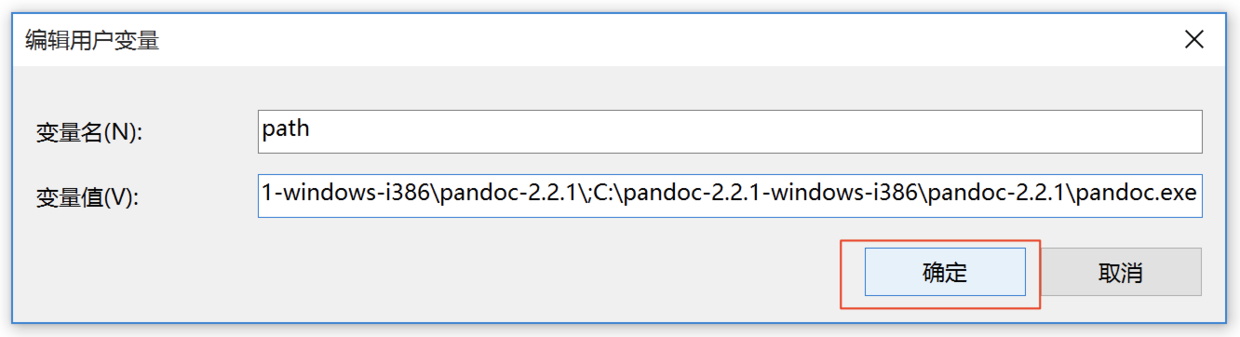 编辑用户变量
变量名(N): path
变量值(V): 1-windows-i386\pandoc-2.2.1\;C:\pandoc-2.2.1-windows-i386\pandoc-2.2.1\pandoc.exe
确定 取消